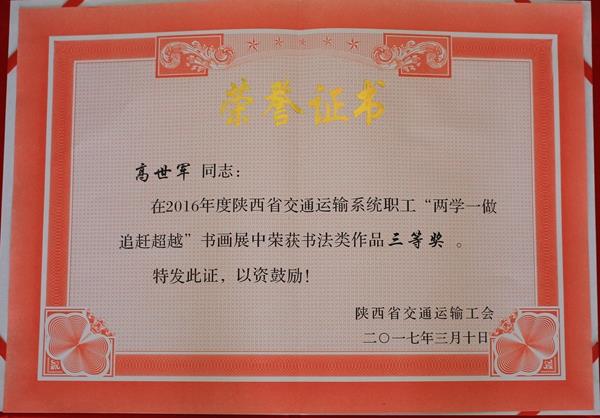 荣誉证书
高世军 同志：
在2016年度陕西省交通运输系统职工“两学一做
追赶超越”书画展中荣获书法类作品三等奖 。
特发此证，以资鼓励！
陕西省交通运输工会
二〇一七年三月十日